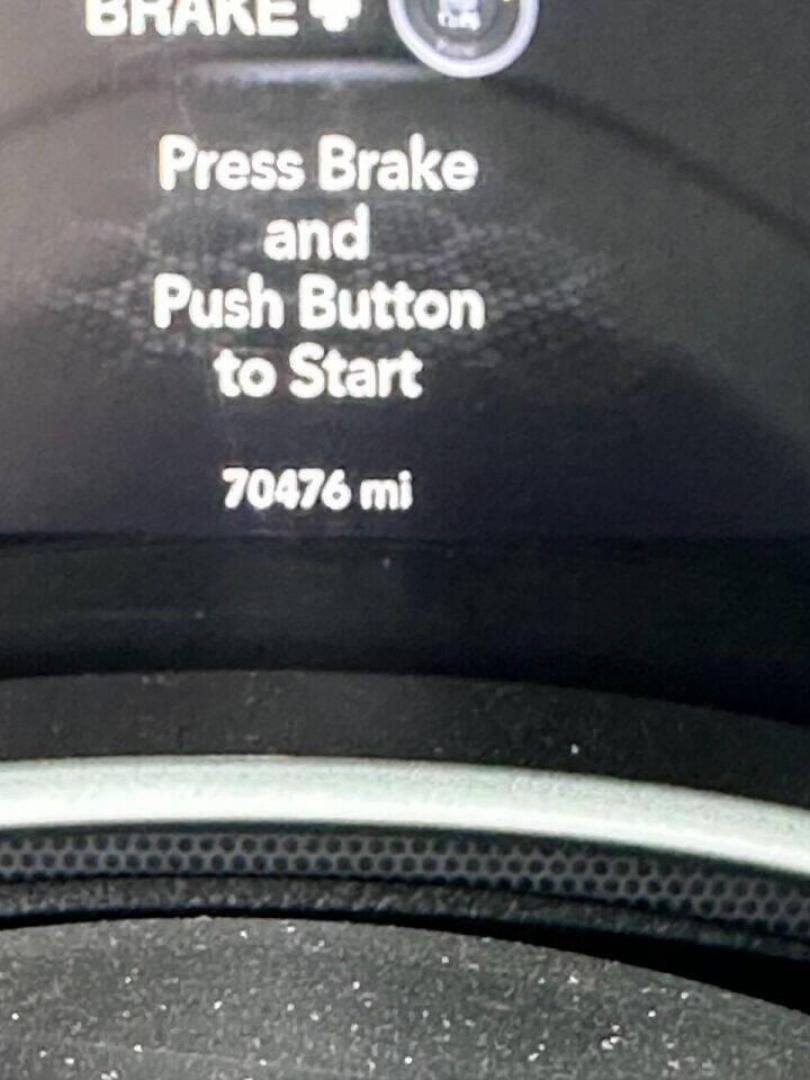 BRAKE +
Press Brake
and
Push Button
to Start
70476 mi